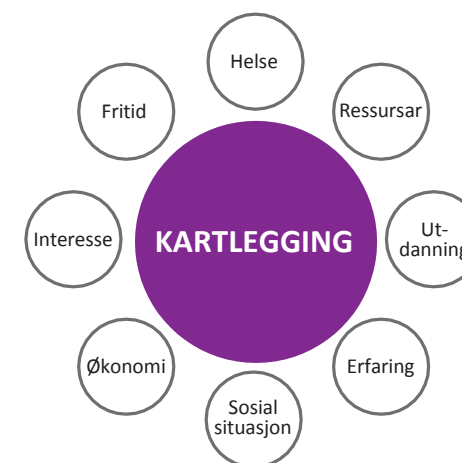 Helse
Ressursar
Ut-
danning
Erfaring
Sosial
situasjon
Økonomi
Interesse
Fritid
KARTLEGGING